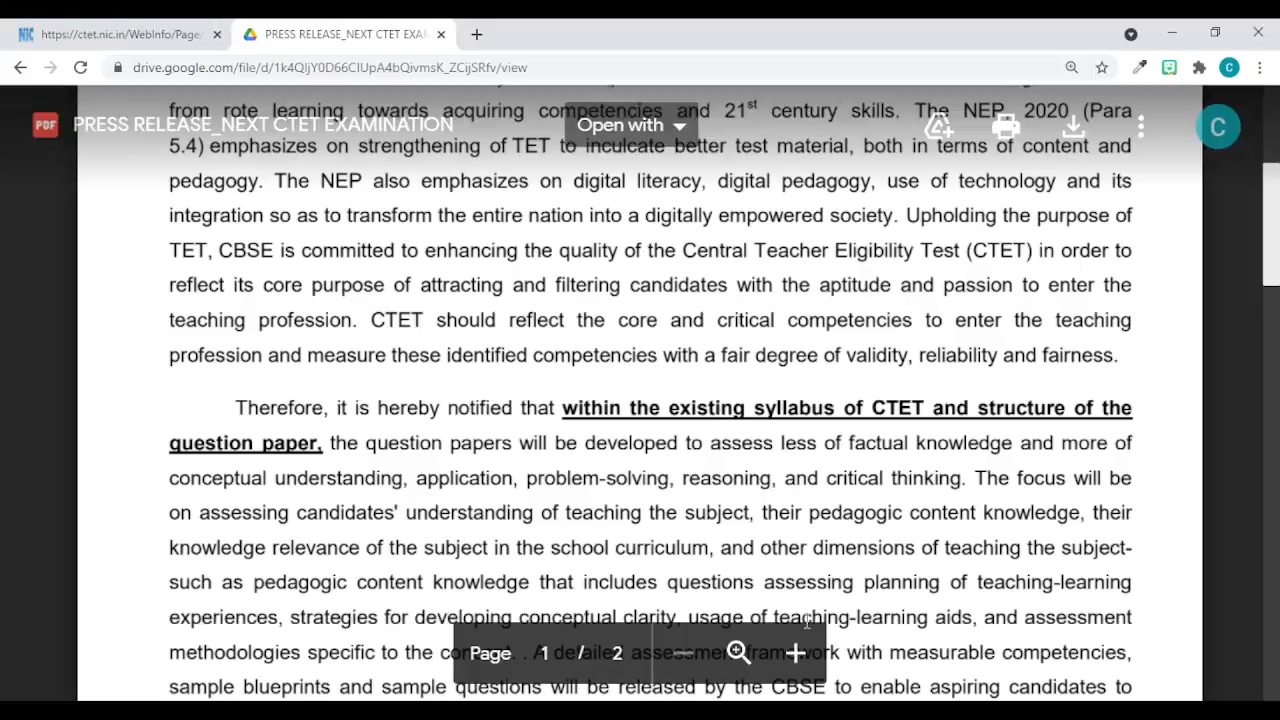 https://ctet.nic.in/WebInfo/Page/
PRESS RELEASE_NEXT CTET EXAM
drive.google.com/file/d/1k4QljY0D66ClUpA4bQivmsK_ZCijSRfv/view
C
from rote learning towards acquiring competencies and 21st century skills. The NEP 2020 (Para
PDF PRESS RELEASE_NEXT CTET EXAMINATION Open with C
5.4) emphasizes on strengthening of TET to inculcate better test material, both in terms of content and
pedagogy. The NEP also emphasizes on digital literacy, digital pedagogy, use of technology and its
integration so as to transform the entire nation into a digitally empowered society. Upholding the purpose of
TET, CBSE is committed to enhancing the quality of the Central Teacher Eligibility Test (CTET) in order to
reflect its core purpose of attracting and filtering candidates with the aptitude and passion to enter the
teaching profession. CTET should reflect the core and critical competencies to enter the teaching
profession and measure these identified competencies with a fair degree of validity, reliability and fairness.
Therefore, it is hereby notified that within the existing syllabus of CTET and structure of the
question paper, the question papers will be developed to assess less of factual knowledge and more of
conceptual understanding, application, problem-solving, reasoning, and critical thinking. The focus will be
on assessing candidates' understanding of teaching the subject, their pedagogic content knowledge, their
knowledge relevance of the subject in the school curriculum, and other dimensions of teaching the subject-
such as pedagogic content knowledge that includes questions assessing planning of teaching-learning
experiences, strategies for developing conceptual clarity, usage of teaching-learning aids, and assessment
methodologies specific to the . . A detailed assessment framework with measurable competencies,
Page 1 / 2
sample blueprints and sample questions will be released by the CBSE to enable aspiring candidates to